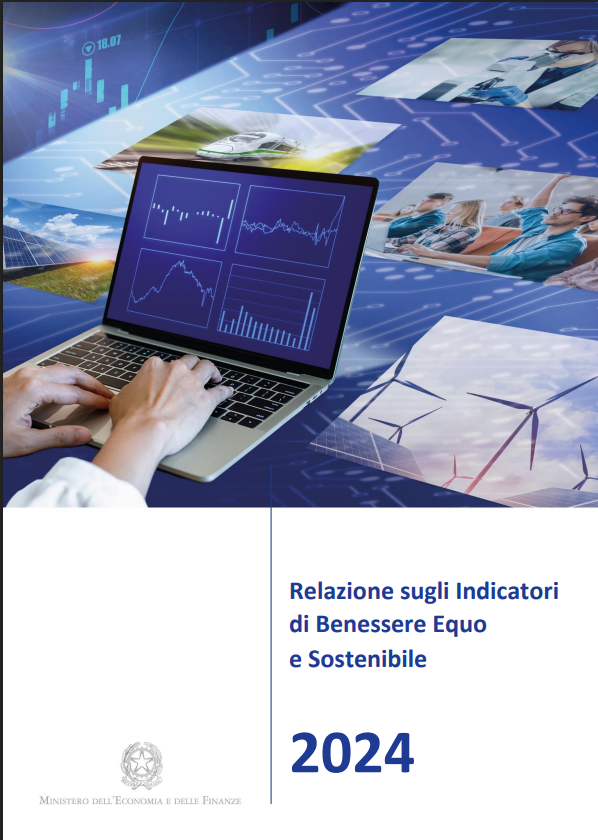 18.07
Relazione sugli Indicatori
di Benessere Equo
e Sostenibile
2024
Ministero dell'Economia e delle Finanze